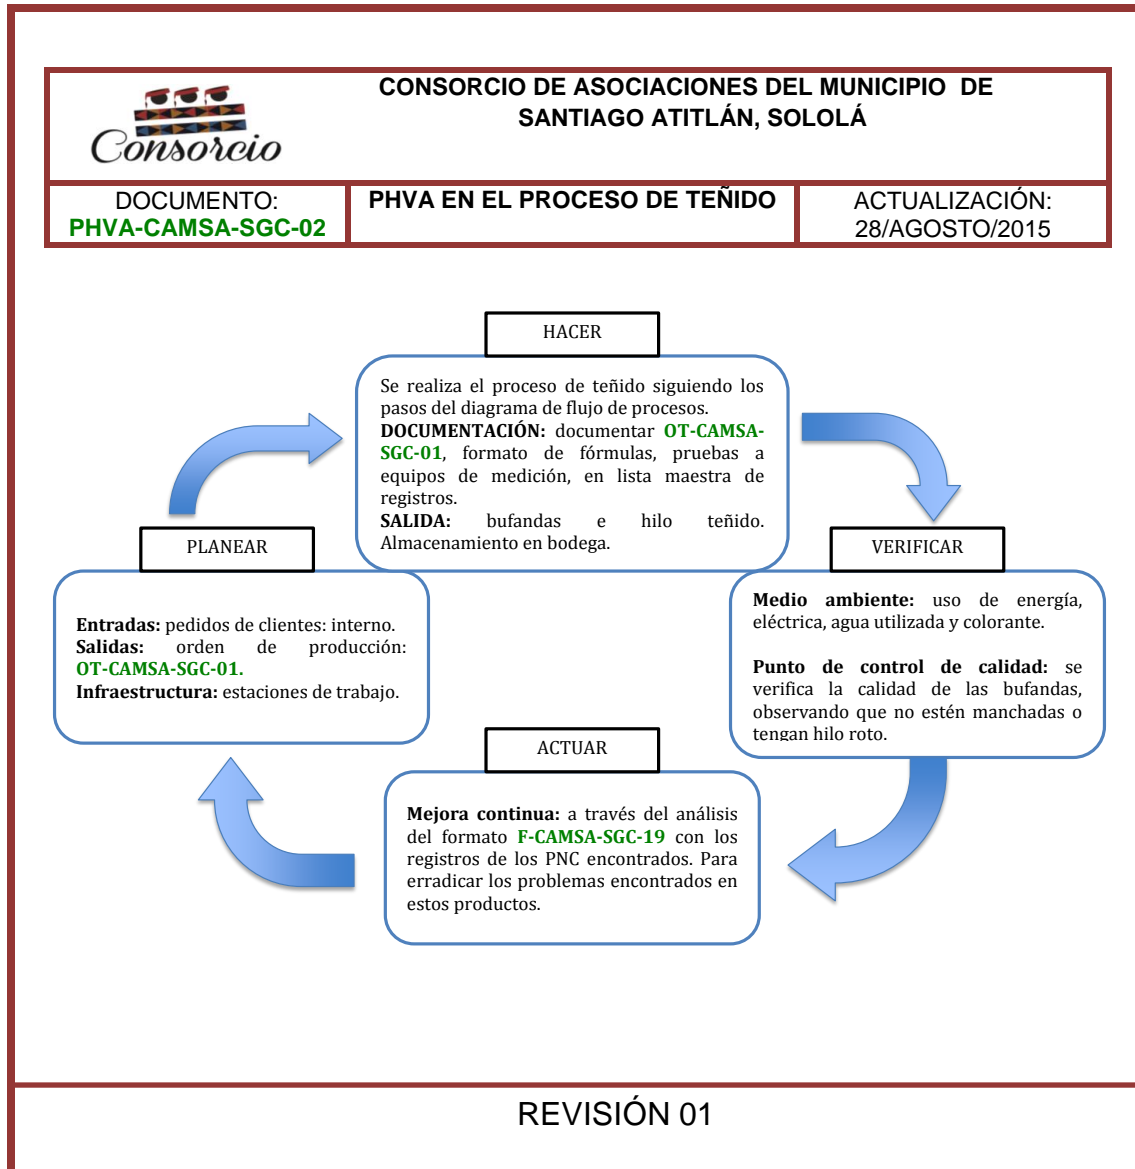 Consorcio
CONSORCIO DE ASOCIACIONES DEL MUNICIPIO DE
SANTIAGO ATITLÁN, SOLOLÁ
DOCUMENTO:
PHVA-CAMSA-SGC-02
PHVA EN EL PROCESO DE TEÑIDO
ACTUALIZACIÓN:
28/AGOSTO/2015
HACER
Se realiza el proceso de teñido siguiendo los
pasos del diagrama de flujo de procesos.
DOCUMENTACIÓN: documentar OT-CAMSA-
SGC-01, formato de fórmulas, pruebas a
equipos de medición, en lista maestra de
registros.
SALIDA: bufandas e hilo teñido.
Almacenamiento en bodega.
PLANEAR
Entradas: pedidos de clientes: interno.
Salidas: orden de producción:
OT-CAMSA-SGC-01.
Infraestructura: estaciones de trabajo.
VERIFICAR
Medio ambiente: uso de energía,
eléctrica, agua utilizada y colorante.
Punto de control de calidad: se
verifica la calidad de las bufandas,
observando que no estén manchadas o
tengan hilo roto.
ACTUAR
Mejora continua: a través del análisis
del formato F-CAMSA-SGC-19 con los
registros de los PNC encontrados. Para
erradicar los problemas encontrados en
estos productos.
REVISIÓN 01